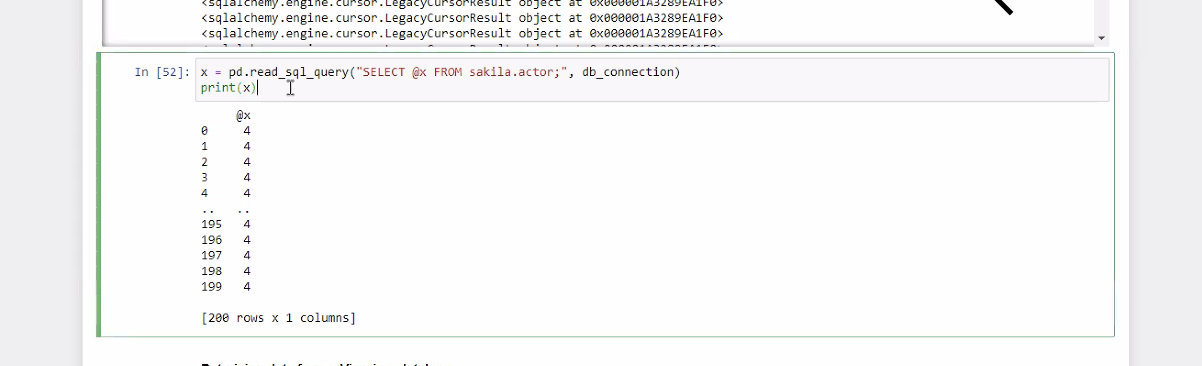 <sqlalchemy.engine.cursor.LegacyCursorResult object at 0x000001A3289EA1F0>
<sqlalchemy.engine.cursor.LegacyCursorResult object at 0x000001A3289EA1F0>
<sqlalchemy.engine.cursor.LegacyCursorResult object at 0x000001A3289EA1F0>
In [52]: x = pd.read_sql_query("SELECT @x FROM sakila.actor;", db_connection)
print(x)
@x
0 4
1 4
2 4
3 4
4 4
.. ..
195 4
196 4
197 4
198 4
199 4
[200 rows x 1 columns]